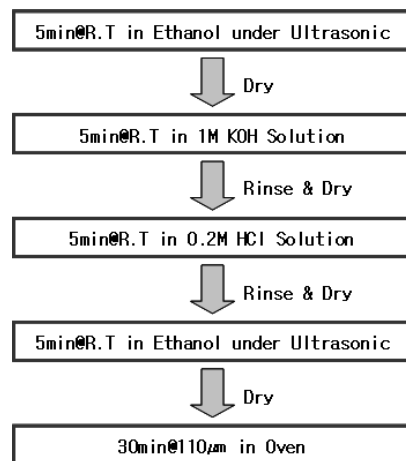 5min@R.T in Ethanol under Ultrasonic
Dry
5min@R.T in 1M KOH Solution
Rinse & Dry
5min@R.T in 0.2M HCl Solution
Rinse & Dry
5min@R.T in Ethanol under Ultrasonic
Dry
30min@110㎛ in Oven